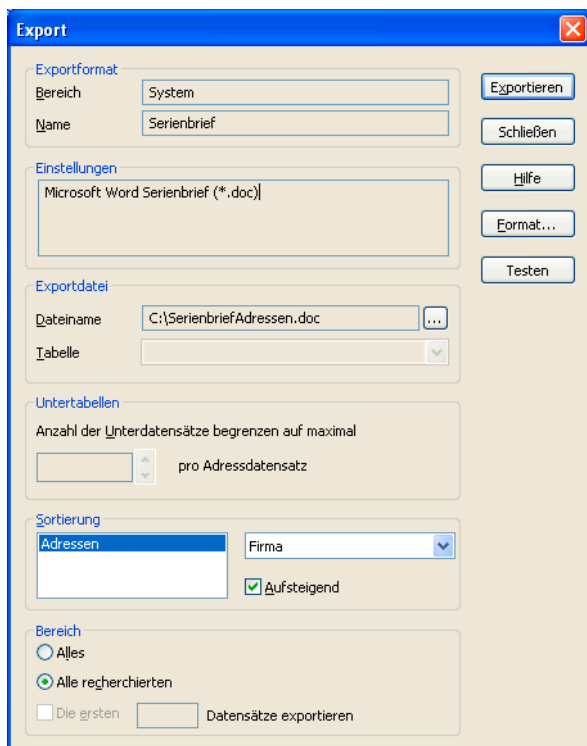 Export
Exportformat
Bereich System
Name Serienbrief
Einstellungen
Microsoft Word Serienbrief (*.doc)
Exportdatei
Dateiname C:\SerienbriefAdressen.doc ...
Tabelle
Untertabellen
Anzahl der Unterdatensätze begrenzen auf maximal
pro Adressdatensatz
Sortierung
Adressen Firma
Aufsteigend
Bereich
Alles
Alle recherchierten
Die ersten Datensätze exportieren
Exportieren
Schließen
Hilfe
Format...
Testen